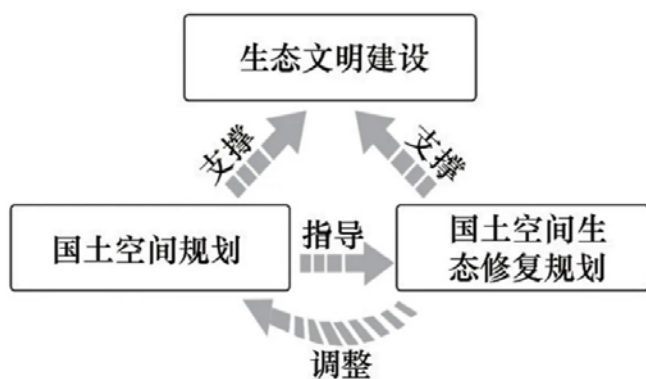 生态文明建设
支撑
支撑
国土空间规划
指导
国土空间生
态修复规划
调整